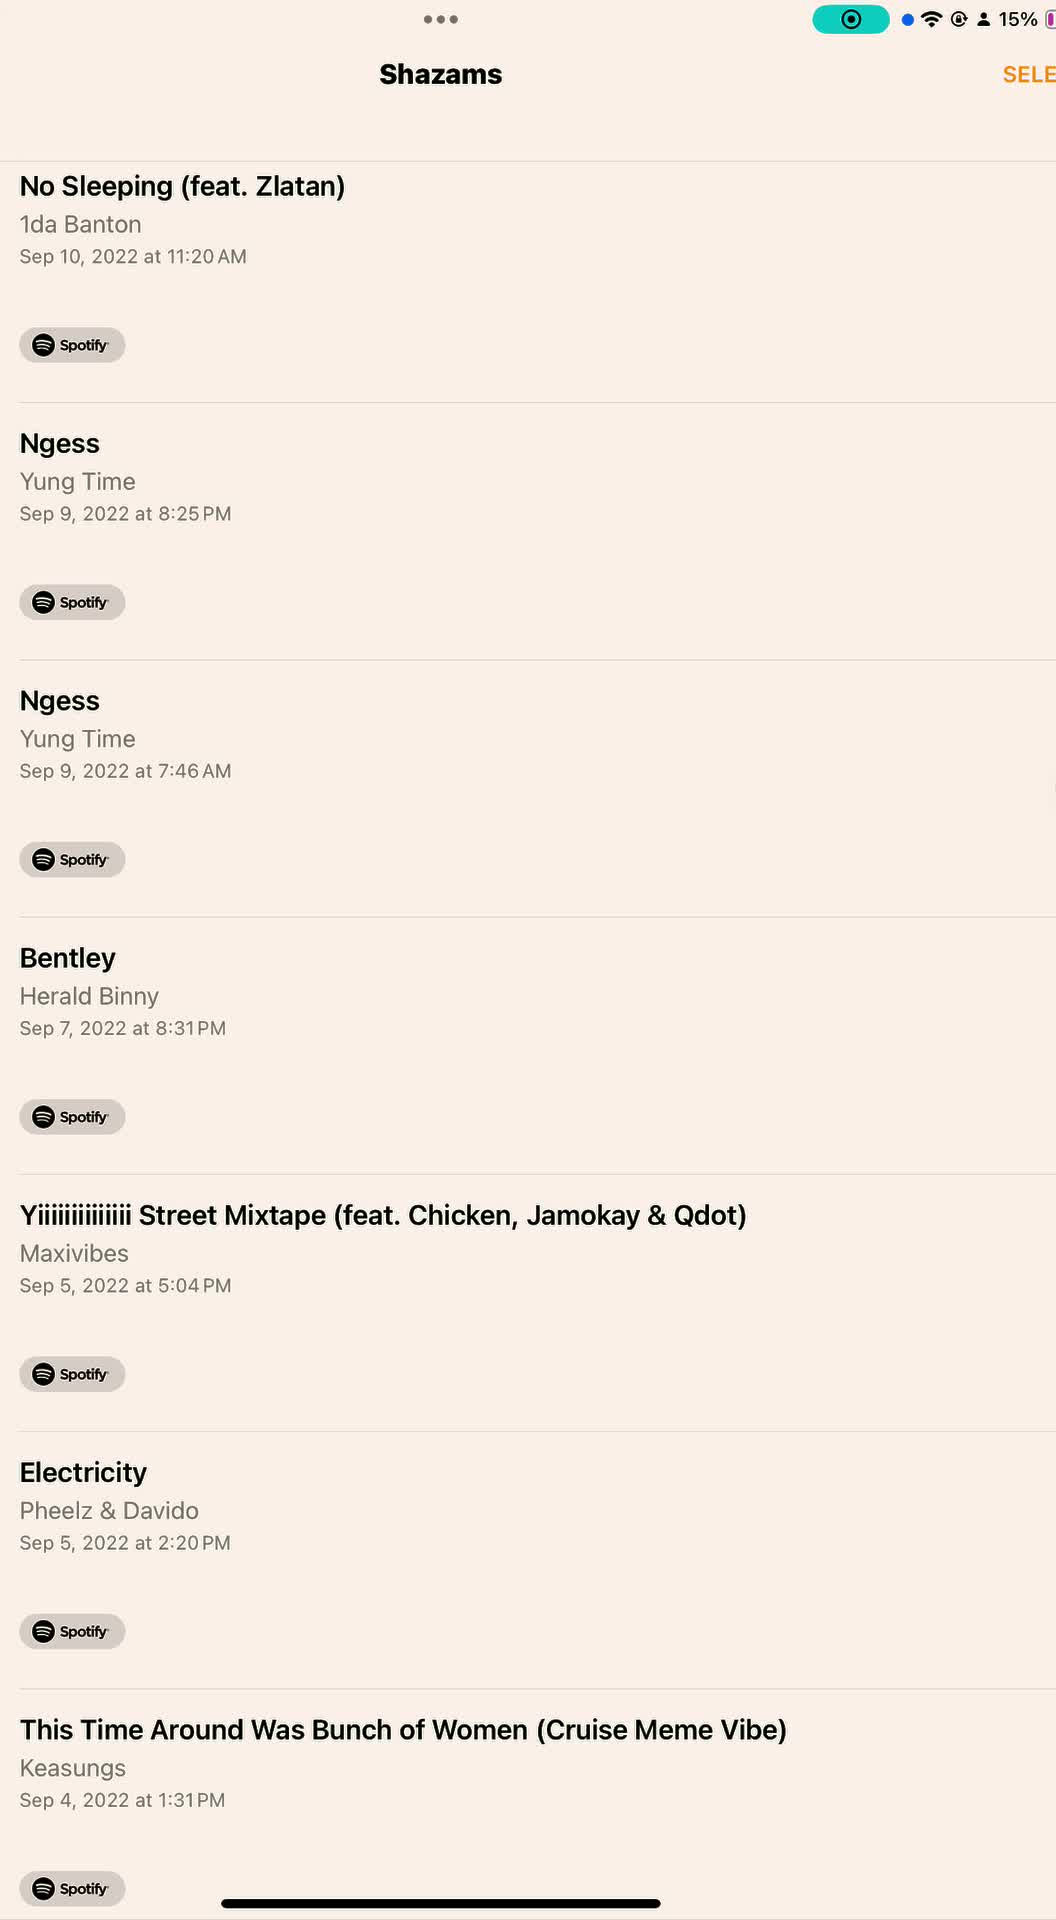 15%
Shazams
SELE
No Sleeping (feat. Zlatan)
1da Banton
Sep 10, 2022 at 11:20 AM
Spotify
Ngess
Yung Time
Sep 9, 2022 at 8:25 PM
Spotify
Ngess
Yung Time
Sep 9, 2022 at 7:46 AM
Spotify
Bentley
Herald Binny
Sep 7, 2022 at 8:31 PM
Spotify
Yiiiiiiiiiiiiii Street Mixtape (feat. Chicken, Jamokay & Qdot)
Maxivibes
Sep 5, 2022 at 5:04 PM
Spotify
Electricity
Pheelz & Davido
Sep 5, 2022 at 2:20 PM
Spotify
This Time Around Was Bunch of Women (Cruise Meme Vibe)
Keasungs
Sep 4, 2022 at 1:31 PM
Spotify